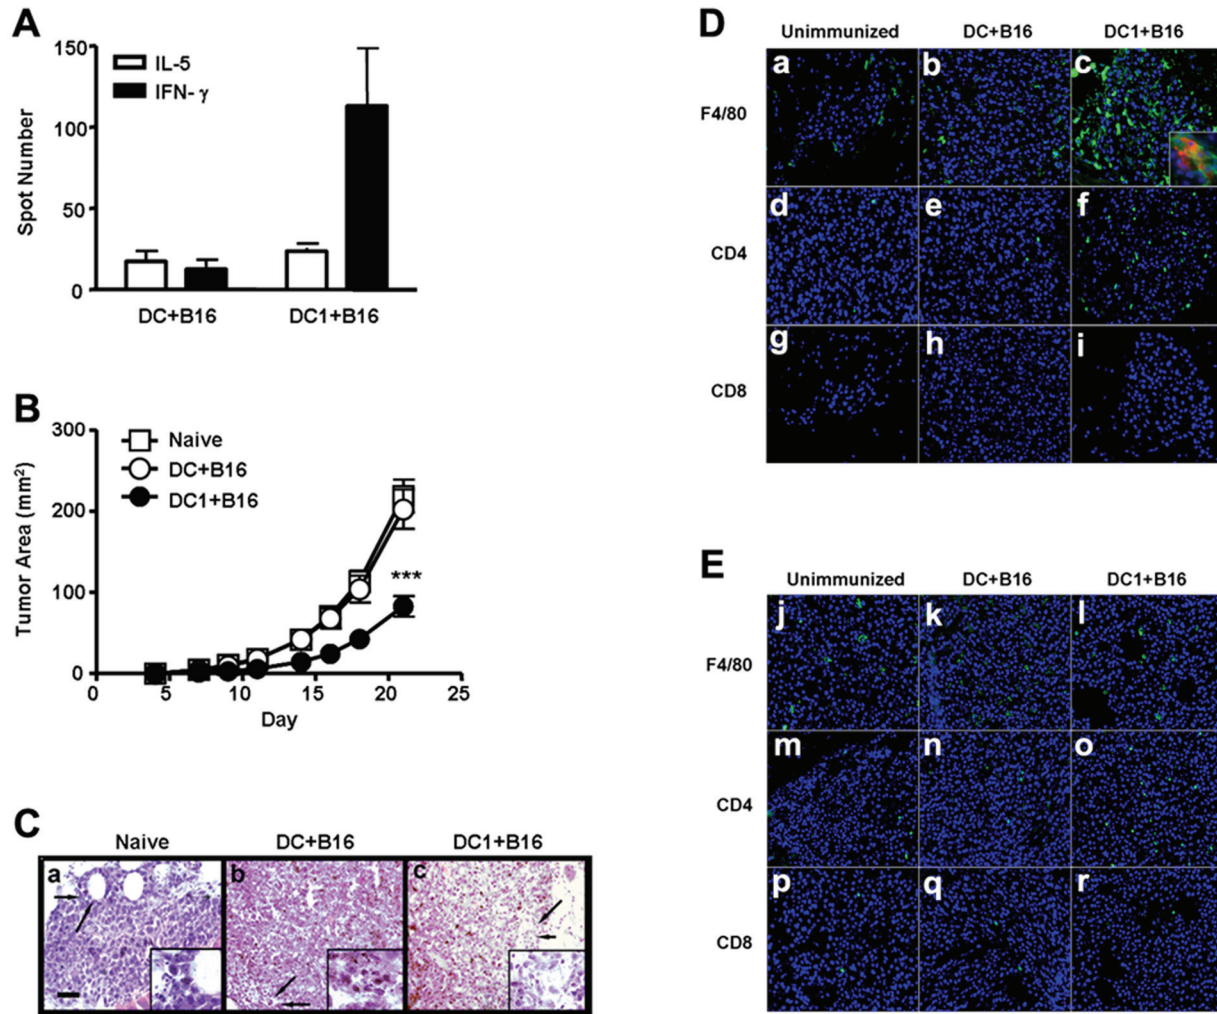 A
150
100
50
0
Spot Number
IL-5
IFN- γ
DC+B16
DC1+B16
B
300
200
100
0
Tumor Area (mm²)
Naive
DC+B16
DC1+B16
***
0
5
10
15
20
25
Day
C
Naive
DC+B16
DC1+B16
a
b
c
D
Unimmunized
DC+B16
DC1+B16
F4/80
a
b
c
CD4
d
e
f
CD8
g
h
i
E
Unimmunized
DC+B16
DC1+B16
F4/80
j
k
l
CD4
m
n
o
CD8
p
q
r